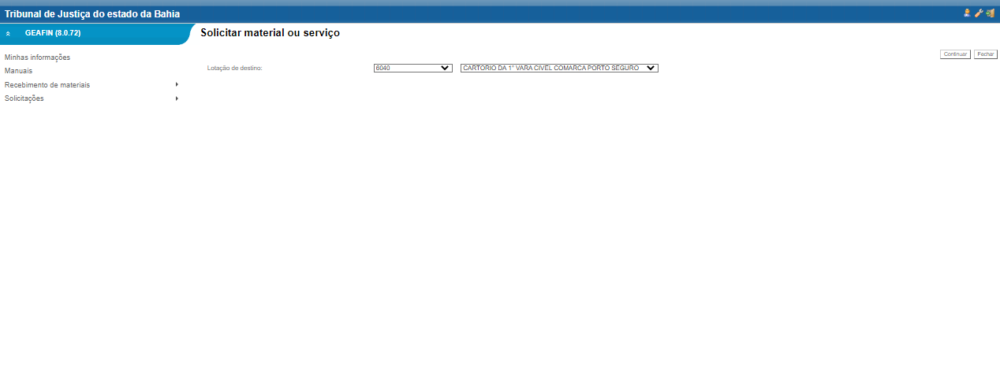 Tribunal de Justiça do estado da Bahia
GEAFIN (8.0.72)
Solicitar material ou serviço
Continuar
Fechar
Minhas informações
Manuais
Recebimento de materiais
Solicitações
Lotação de destino:
6040
CARTORIO DA 1° VARA CIVEL COMARCA PORTO SEGURO